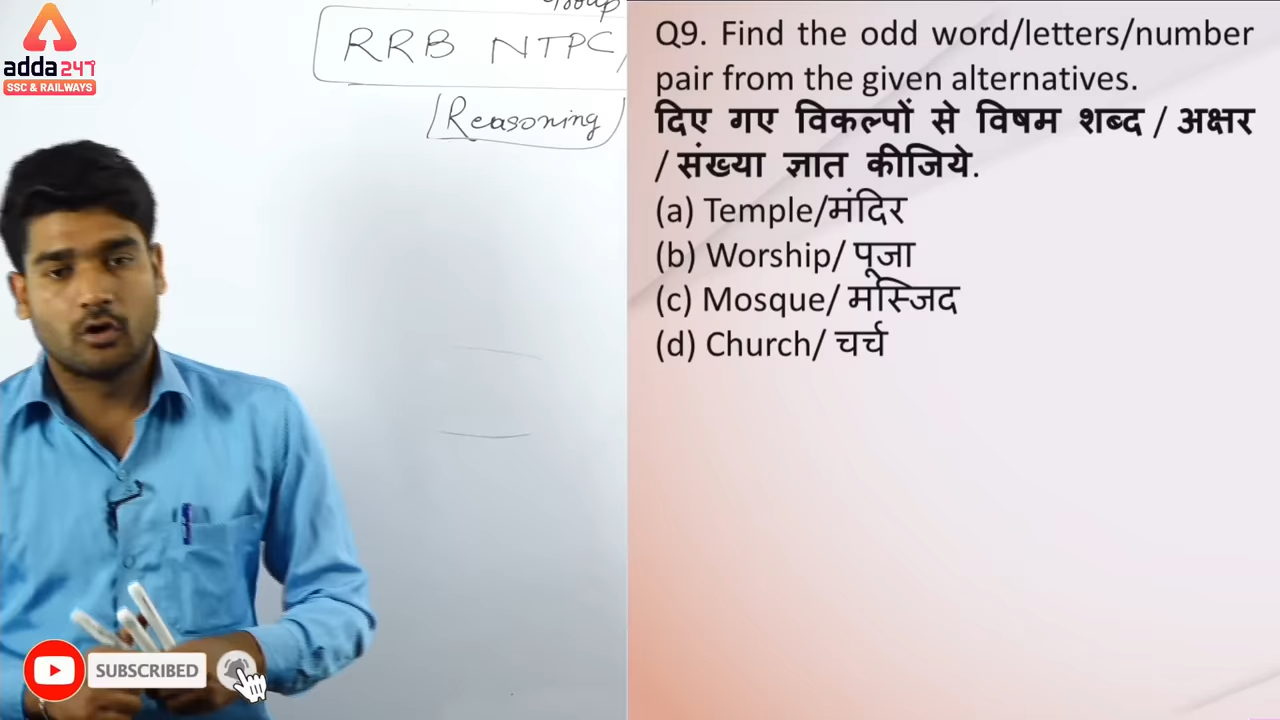 adda247
SSC & RAILWAYS
RRB NTPC/
Reasoning
Q9. Find the odd word/letters/number
pair from the given alternatives.
दिए गए विकल्पों से विषम शब्द / अक्षर
/ संख्या ज्ञात कीजिये.
(a) Temple/मंदिर
(b) Worship/ पूजा
(c) Mosque/ मस्जिद
(d) Church/ चर्च
SUBSCRIBED